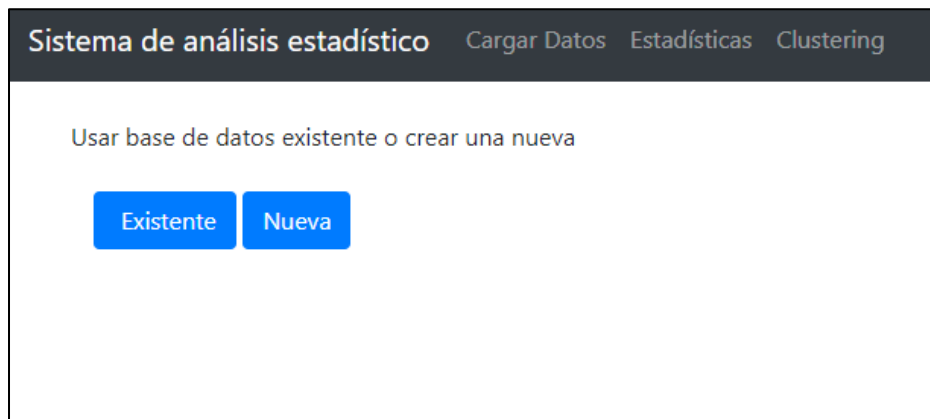 Sistema de análisis estadístico Cargar Datos Estadísticas Clustering
Usar base de datos existente o crear una nueva
Existente Nueva